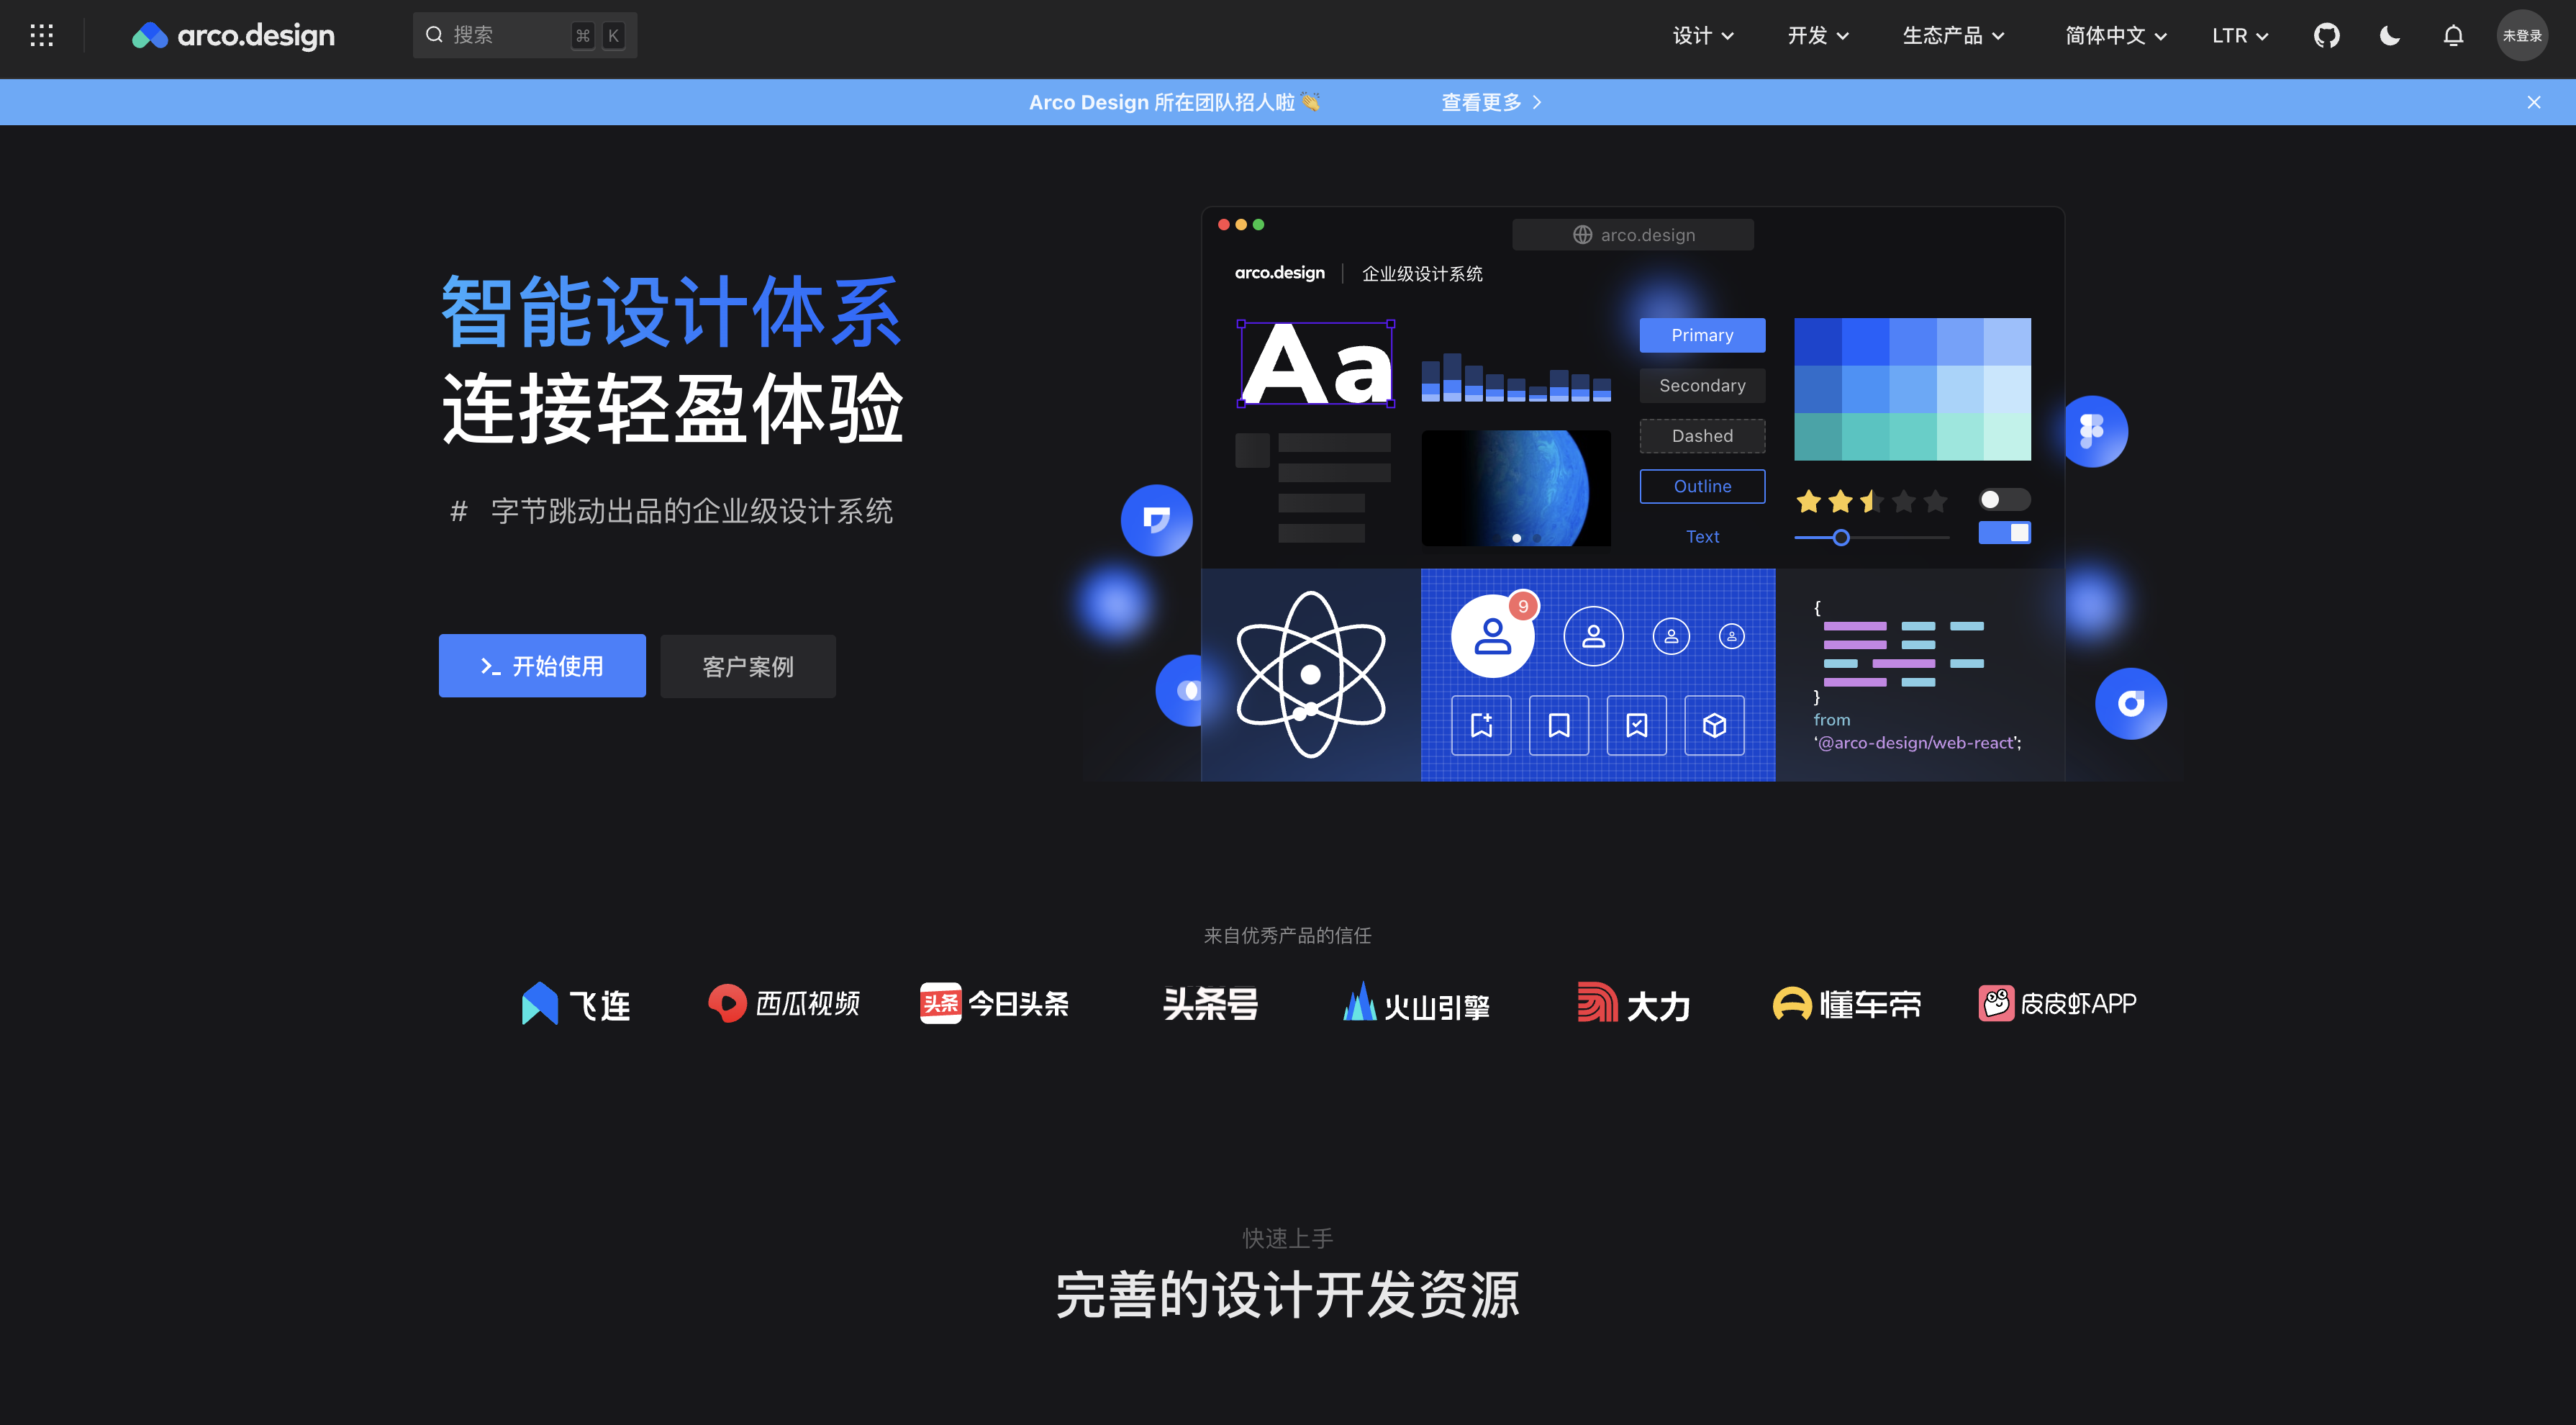 arco.design
搜索 ⌘ K
设计
开发
生态产品
简体中文
LTR
未登录
Arco Design 所在团队招人啦👏 查看更多
智能设计体系
连接轻盈体验
# 字节跳动出品的企业级设计系统
开始使用
客户案例
arco.design
arco.design 企业级设计系统
Aa
Primary
Secondary
Dashed
Outline
Text
9
{
}
from
‘@arco-design/web-react’;
来自优秀产品的信任
飞连
西瓜视频
头条 今日头条
头条号
火山引擎
大力
懂车帝
皮皮虾APP
快速上手
完善的设计开发资源